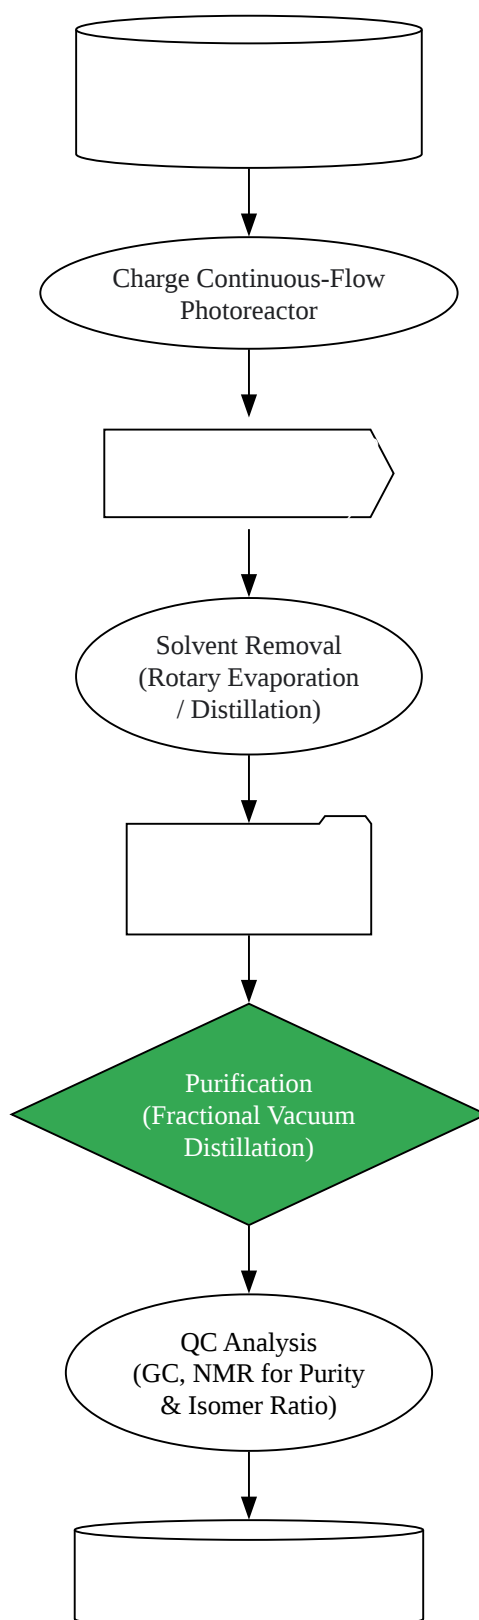 Charge Continuous-Flow
Photoreactor
Solvent Removal
(Rotary Evaporation
/ Distillation)
Purification
(Fractional Vacuum
Distillation)
QC Analysis
(GC, NMR for Purity
& Isomer Ratio)